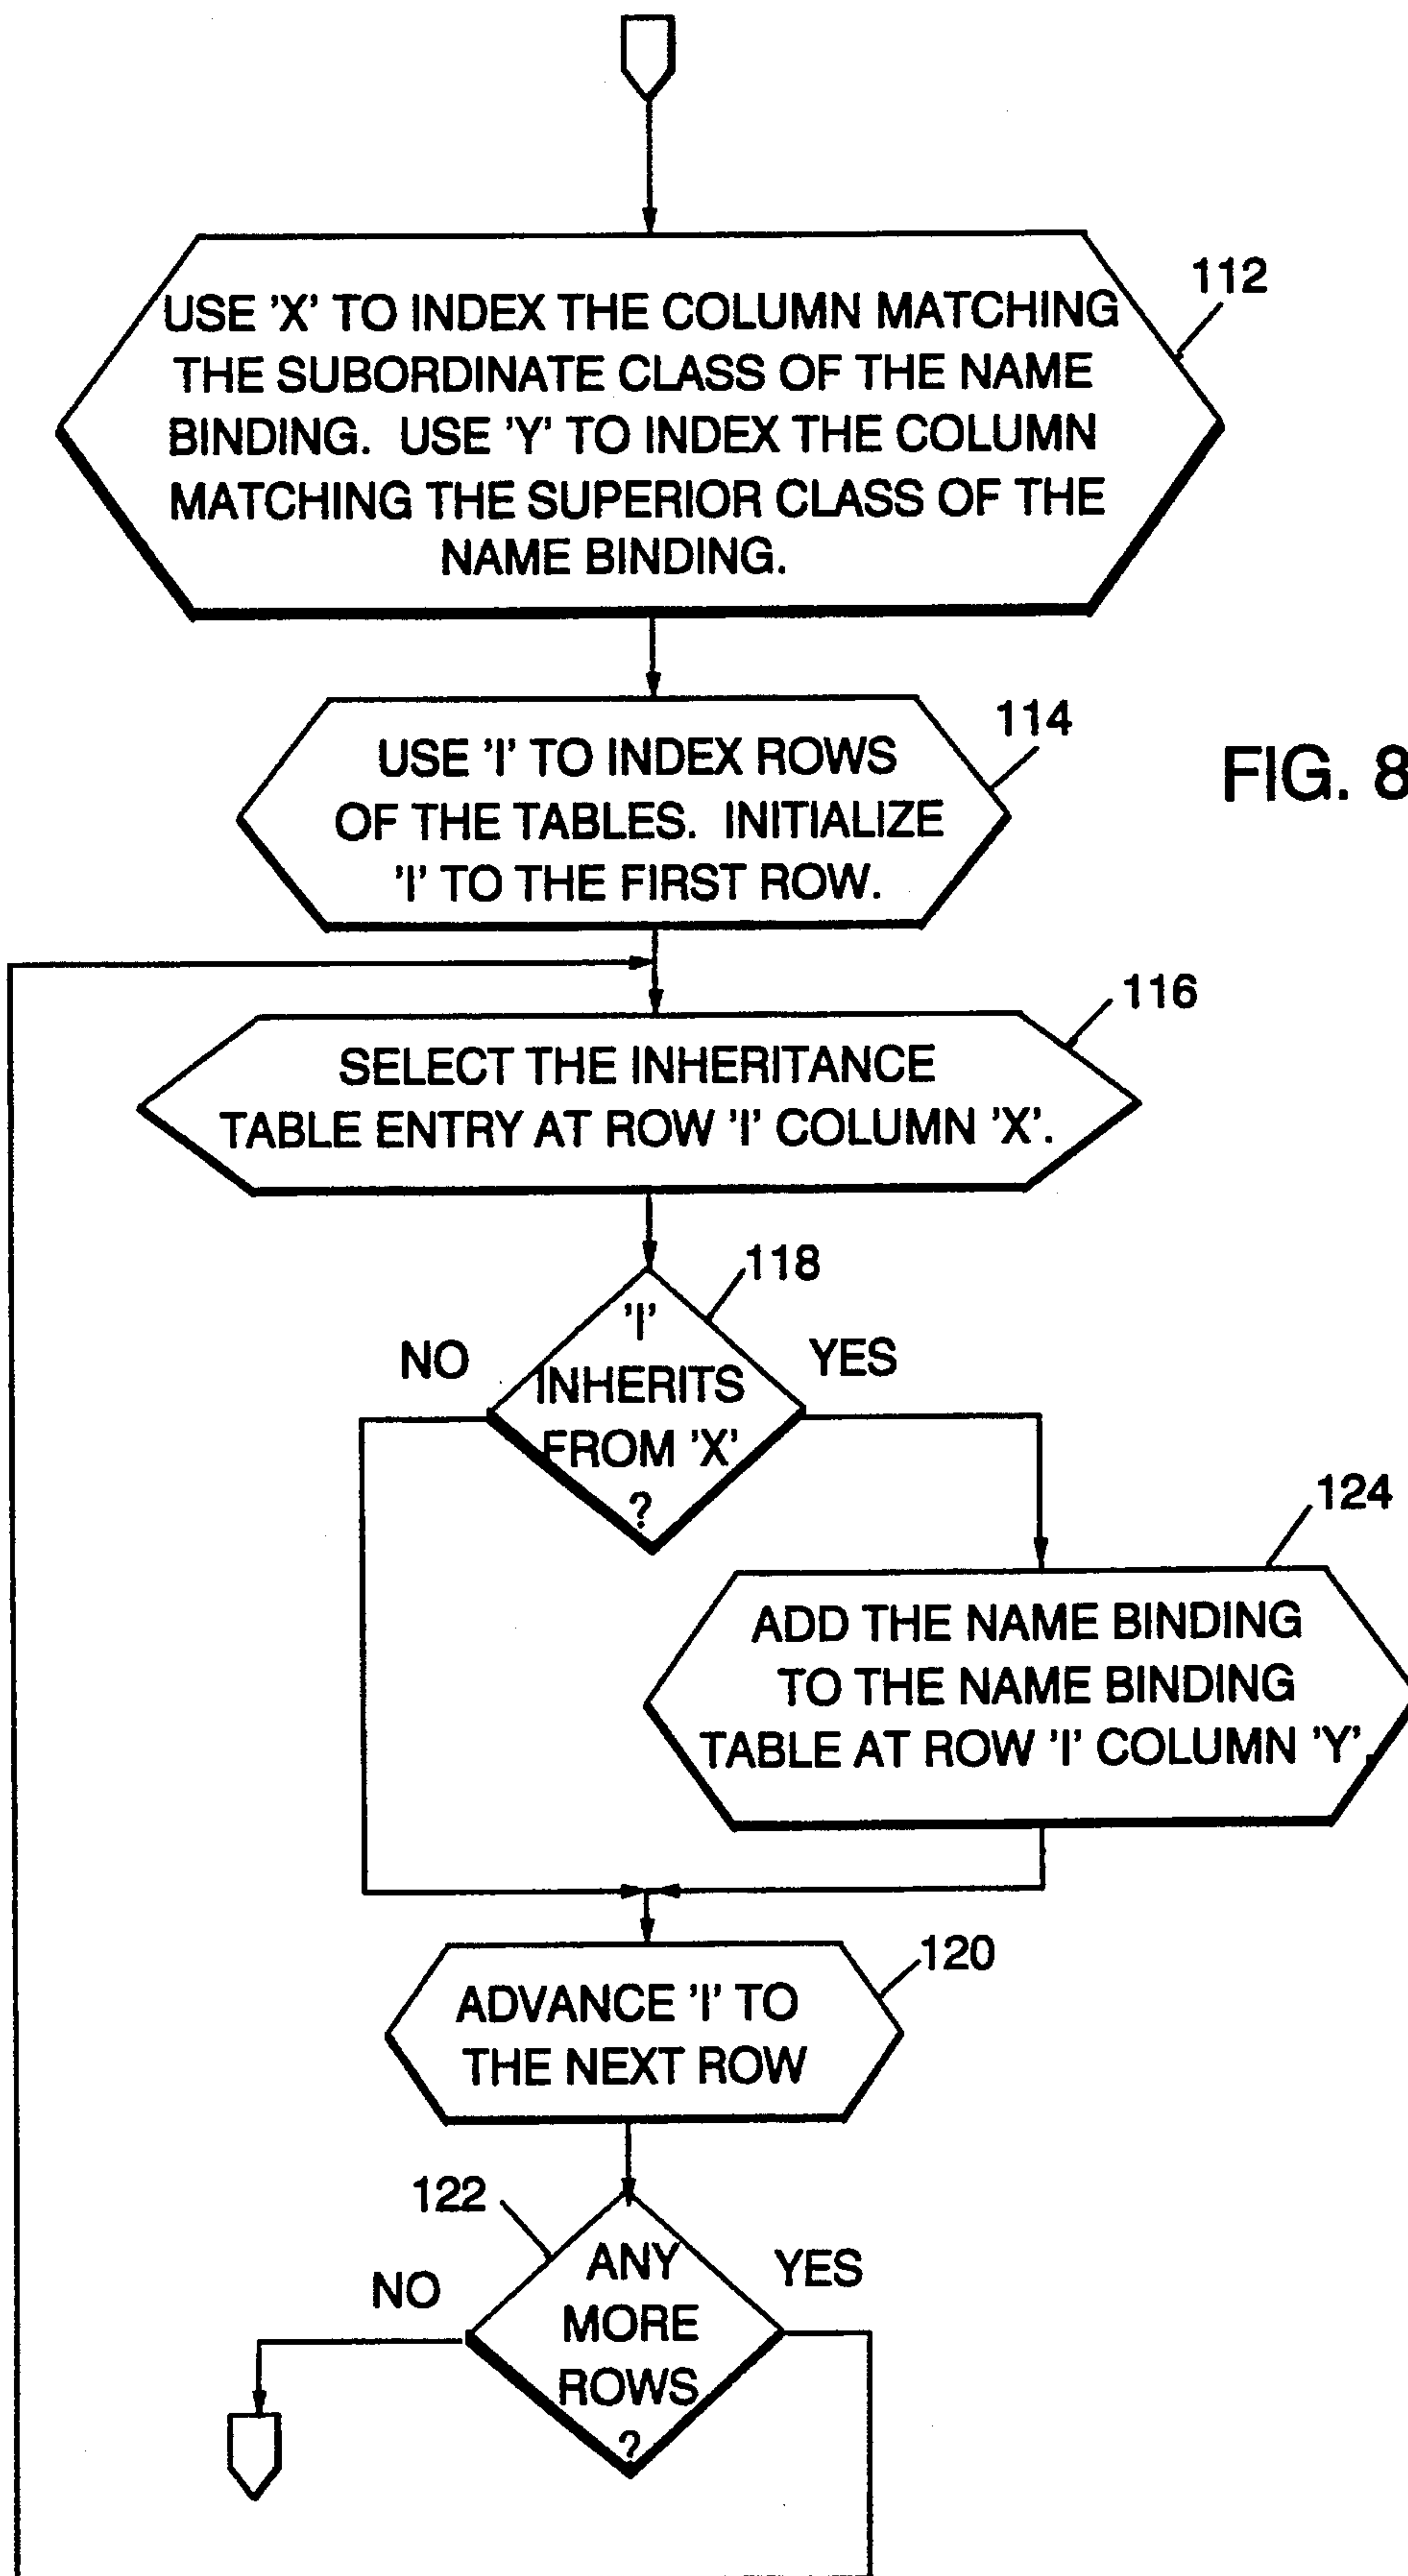 USE 'X' TO INDEX THE COLUMN MATCHING
THE SUBORDINATE CLASS OF THE NAME
BINDING. USE 'Y' TO INDEX THE COLUMN
MATCHING THE SUPERIOR CLASS OF THE
NAME BINDING.
112
USE 'I' TO INDEX ROWS
OF THE TABLES. INITIALIZE
'I' TO THE FIRST ROW.
114
FIG. 8
SELECT THE INHERITANCE
TABLE ENTRY AT ROW 'I' COLUMN 'X'.
116
'I'
INHERITS
FROM 'X'
?
118
NO
YES
ADD THE NAME BINDING
TO THE NAME BINDING
TABLE AT ROW 'I' COLUMN 'Y'.
124
ADVANCE 'I' TO
THE NEXT ROW
120
122
ANY
MORE
ROWS
?
NO
YES